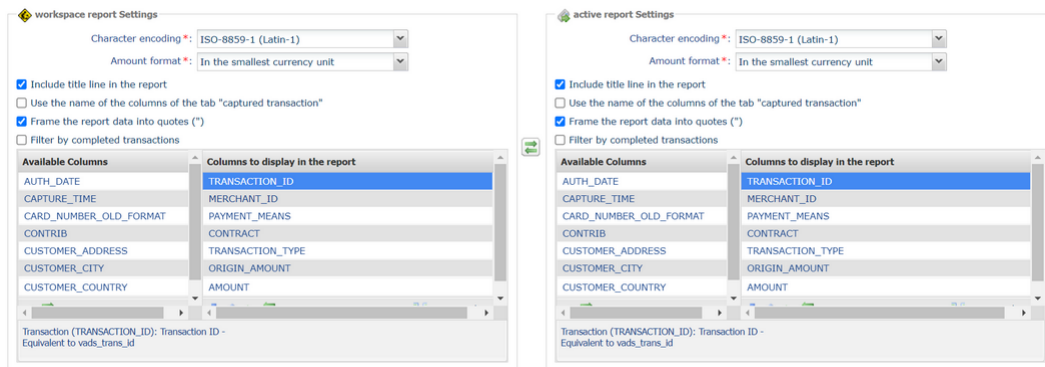 workspace report Settings
Character encoding*: ISO-8859-1 (Latin-1)
Amount format*: In the smallest currency unit
Include title line in the report
Use the name of the columns of the tab "captured transaction"
Frame the report data into quotes (")
Filter by completed transactions
Available Columns
AUTH_DATE
CAPTURE_TIME
CARD_NUMBER_OLD_FORMAT
CONTRIB
CUSTOMER_ADDRESS
CUSTOMER_CITY
CUSTOMER_COUNTRY
Columns to display in the report
TRANSACTION_ID
MERCHANT_ID
PAYMENT_MEANS
CONTRACT
TRANSACTION_TYPE
ORIGIN_AMOUNT
AMOUNT
Transaction (TRANSACTION_ID): Transaction ID -
Equivalent to vads_trans_id
active report Settings
Character encoding*: ISO-8859-1 (Latin-1)
Amount format*: In the smallest currency unit
Include title line in the report
Use the name of the columns of the tab "captured transaction"
Frame the report data into quotes (")
Filter by completed transactions
Available Columns
AUTH_DATE
CAPTURE_TIME
CARD_NUMBER_OLD_FORMAT
CONTRIB
CUSTOMER_ADDRESS
CUSTOMER_CITY
CUSTOMER_COUNTRY
Columns to display in the report
TRANSACTION_ID
MERCHANT_ID
PAYMENT_MEANS
CONTRACT
TRANSACTION_TYPE
ORIGIN_AMOUNT
AMOUNT
Transaction (TRANSACTION_ID): Transaction ID -
Equivalent to vads_trans_id